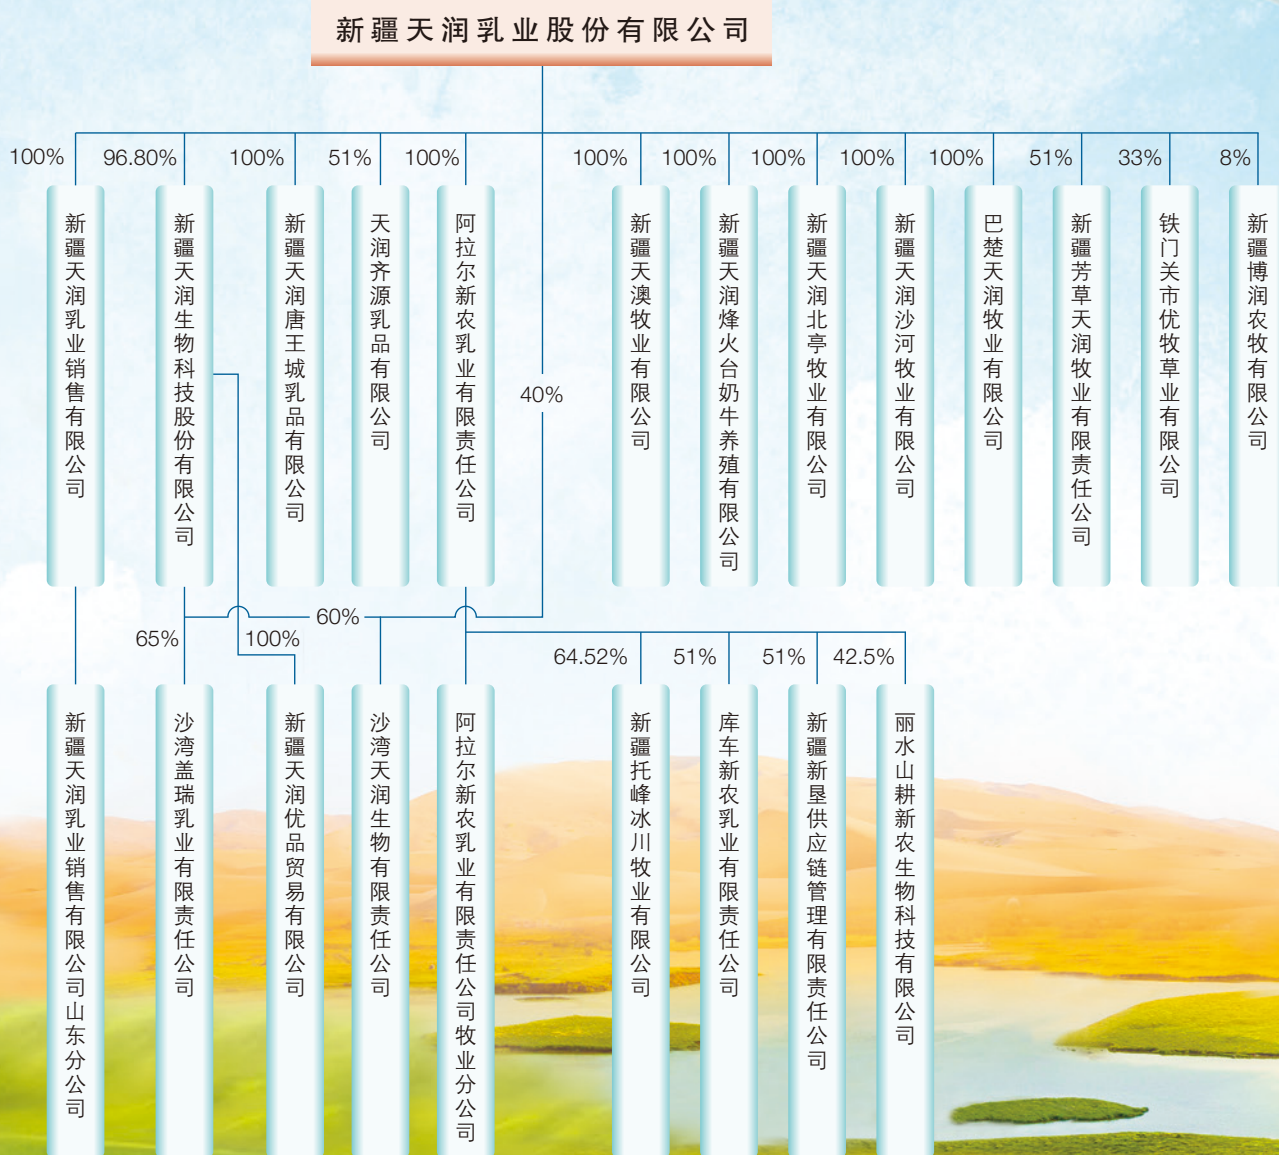 新疆天润乳业股份有限公司
100%
96.80%
100%
51%
100%
100%
100%
100%
100%
100%
51%
33%
8%
新疆天润乳业销售有限公司
新疆天润生物科技股份有限公司
新疆天润唐王城乳品有限公司
天润齐源乳品有限公司
阿拉尔新农乳业有限责任公司
40%
新疆天澳牧业有限公司
新疆天润烽火台奶牛养殖有限公司
新疆天润北亭牧业有限公司
新疆天润沙河牧业有限公司
巴楚天润牧业有限公司
新疆芳草天润牧业有限责任公司
铁门关市优牧草业有限公司
新疆博润农牧有限公司
60%
65%
100%
64.52%
51%
51%
42.5%
新疆天润乳业销售有限公司山东分公司
沙湾盖瑞乳业有限责任公司
新疆天润优品贸易有限公司
沙湾天润生物有限责任公司
阿拉尔新农乳业有限责任公司牧业分公司
新疆托峰冰川牧业有限公司
库车新农乳业有限责任公司
新疆新垦供应链管理有限责任公司
丽水山耕新农生物科技有限公司